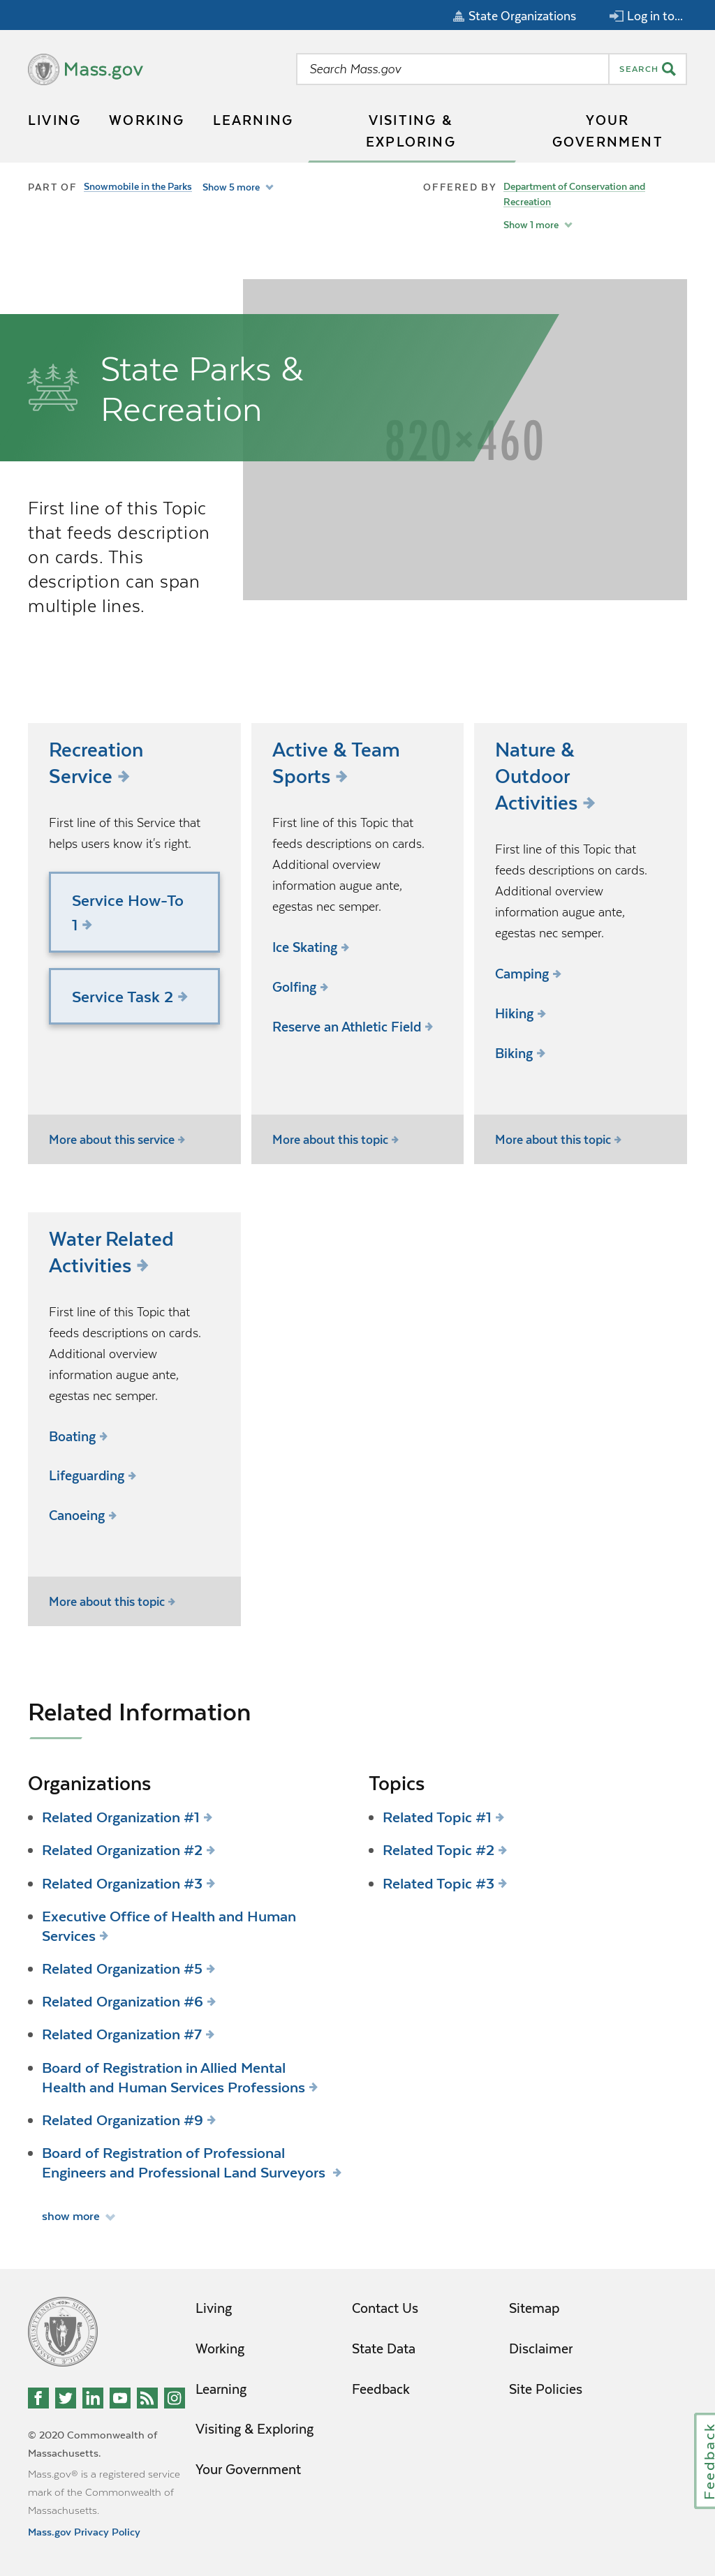 State Organizations
Log in to...
Mass.gov
Search Mass.gov
SEARCH
LIVING
WORKING
LEARNING
VISITING &
EXPLORING
YOUR
GOVERNMENT
PART OF
Snowmobile in the Parks
Show 5 more
OFFERED BY
Department of Conservation and
Recreation
Show 1 more
State Parks &
Recreation
820×460
First line of this Topic
that feeds description
on cards. This
description can span
multiple lines.
Recreation
Service
First line of this Service that
helps users know it's right.
Service How-To
1
Service Task 2
More about this service
Active & Team
Sports
First line of this Topic that
feeds descriptions on cards.
Additional overview
information augue ante,
egestas nec semper.
Ice Skating
Golfing
Reserve an Athletic Field
More about this topic
Nature &
Outdoor
Activities
First line of this Topic that
feeds descriptions on cards.
Additional overview
information augue ante,
egestas nec semper.
Camping
Hiking
Biking
More about this topic
Water Related
Activities
First line of this Topic that
feeds descriptions on cards.
Additional overview
information augue ante,
egestas nec semper.
Boating
Lifeguarding
Canoeing
More about this topic
Related Information
Organizations
Related Organization #1
Related Organization #2
Related Organization #3
Executive Office of Health and Human
Services
Related Organization #5
Related Organization #6
Related Organization #7
Board of Registration in Allied Mental
Health and Human Services Professions
Related Organization #9
Board of Registration of Professional
Engineers and Professional Land Surveyors
show more
Topics
Related Topic #1
Related Topic #2
Related Topic #3
© 2020 Commonwealth of
Massachusetts.
Mass.gov® is a registered service
mark of the Commonwealth of
Massachusetts.
Mass.gov Privacy Policy
Living
Working
Learning
Visiting & Exploring
Your Government
Contact Us
State Data
Feedback
Sitemap
Disclaimer
Site Policies
Feedback